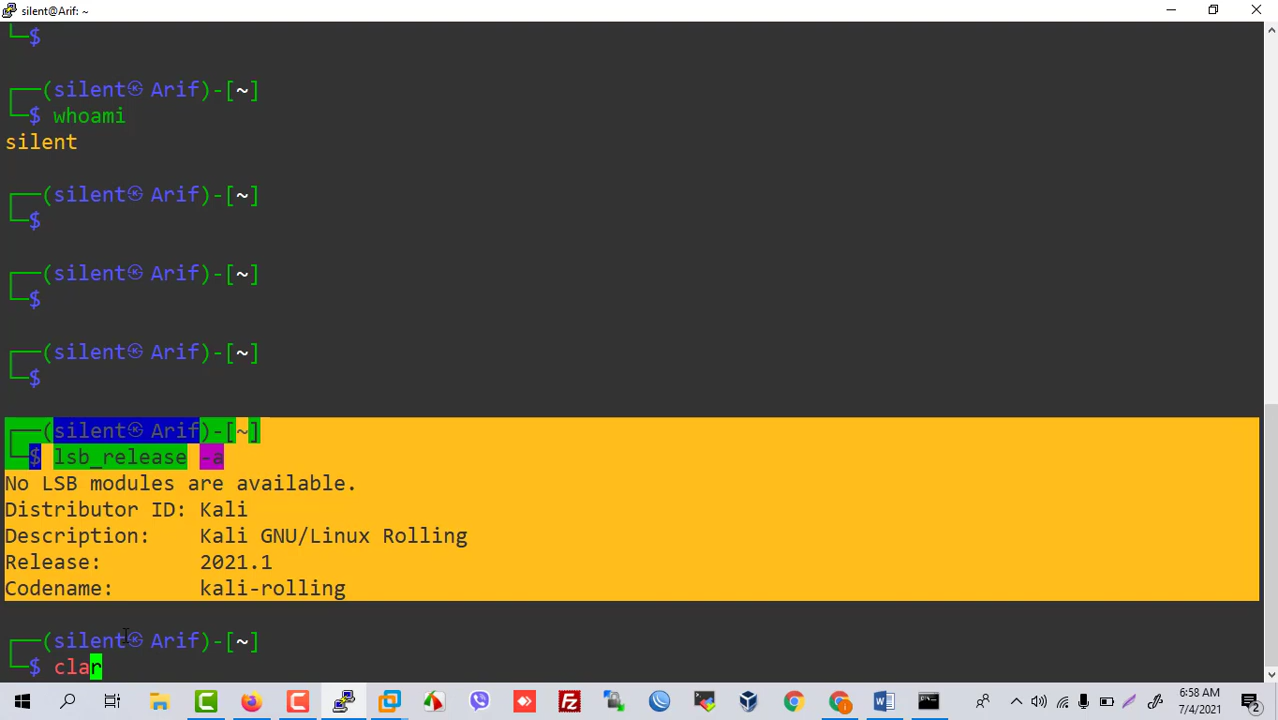 silent@Arif: ~
└─$
┌──(silent㉿Arif)-[~]
└─$ whoami
silent
┌──(silent㉿Arif)-[~]
└─$
┌──(silent㉿Arif)-[~]
└─$
┌──(silent㉿Arif)-[~]
└─$
┌──(silent㉿Arif)-[~]
└─$ lsb_release -a
No LSB modules are available.
Distributor ID: Kali
Description:    Kali GNU/Linux Rolling
Release:        2021.1
Codename:       kali-rolling
┌──(silent㉿Arif)-[~]
└─$ clar
6:58 AM
7/4/2021
2